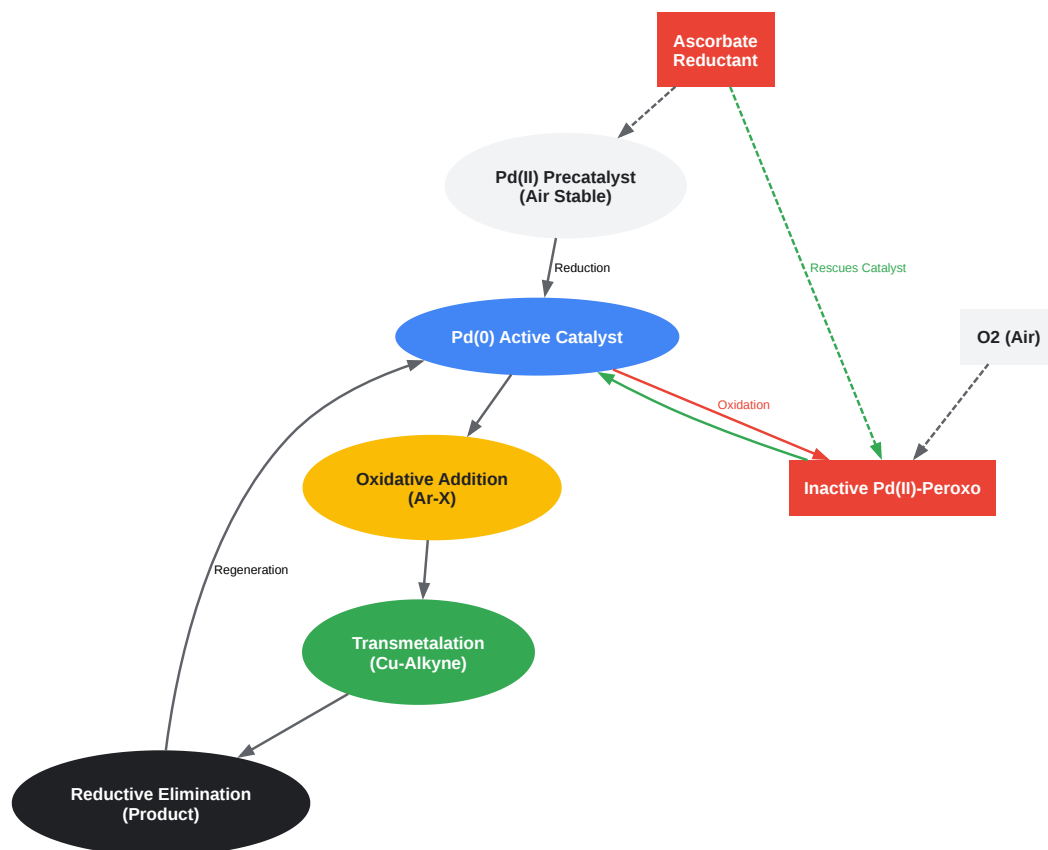 Ascorbate
Reductant
Pd(II) Precatalyst
(Air Stable)
Reduction
Rescues Catalyst
Pd(0) Active Catalyst
O2 (Air)
Oxidation
Oxidative Addition
(Ar-X)
Inactive Pd(II)-Peroxo
Regeneration
Transmetalation
(Cu-Alkyne)
Reductive Elimination
(Product)